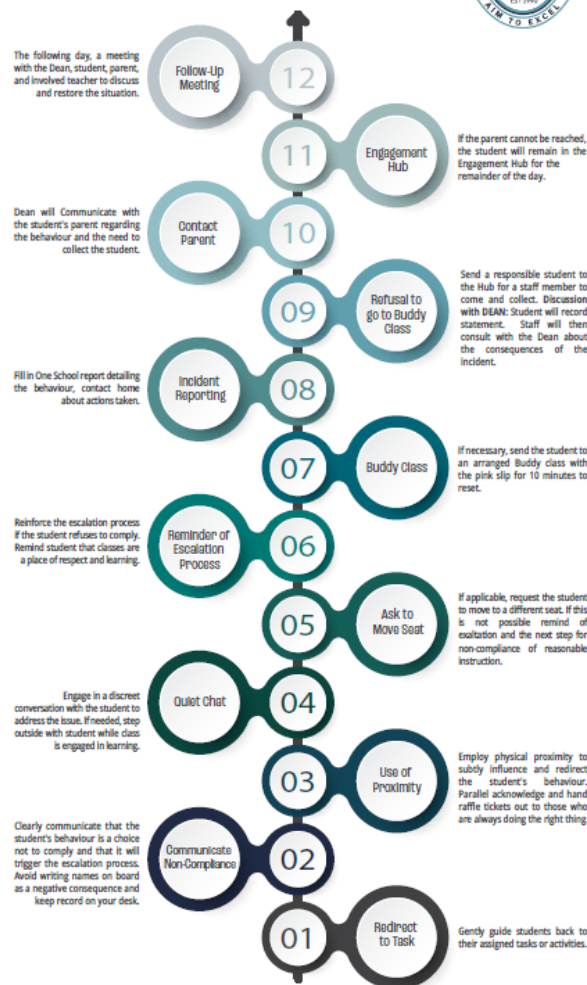 EST 1990
AIM TO EXCEL
The following day, a meeting
with the Dean, student, parent,
and involved teacher to discuss
and restore the situation.
Follow-Up
Meeting
12
11
Engagement
Hub
If the parent cannot be reached,
the student will remain in the
Engagement Hub for the
remainder of the day.
Dean will Communicate with
the student's parent regarding
the behaviour and the need to
collect the student.
Contact
Parent
10
09
Refusal to
go to Buddy
Class
Send a responsible student to
the Hub for a staff member to
come and collect. Discussion
with DEAN: Student will record
statement. Staff will then
consult with the Dean about
the consequences of the
incident.
Fill in One School report detailing
the behaviour, contact home
about actions taken.
Incident
Reporting
08
07
Buddy Class
If necessary, send the student to
an arranged Buddy class with
the pink slip for 10 minutes to
reset.
Reinforce the escalation process
if the student refuses to comply.
Remind student that classes are
a place of respect and learning.
Reminder of
Escalation
Process
06
05
Ask to
Move Seat
If applicable, request the student
to move to a different seat. If this
is not possible remind of
exaltation and the next step for
non-compliance of reasonable
instruction.
Engage in a discreet
conversation with the student to
address the issue. If needed, step
outside with student while class
is engaged in learning.
Quiet Chat
04
03
Use of
Proximity
Employ physical proximity to
subtly influence and redirect
the student's behaviour.
Parallel acknowledge and hand
raffle tickets out to those who
are always doing the right thing.
Clearly communicate that the
student's behaviour is a choice
not to comply and that it will
trigger the escalation process.
Avoid writing names on board
as a negative consequence and
keep record on your desk.
Communicate
Non-Compliance
02
01
Redirect
to Task
Gently guide students back to
their assigned tasks or activities.